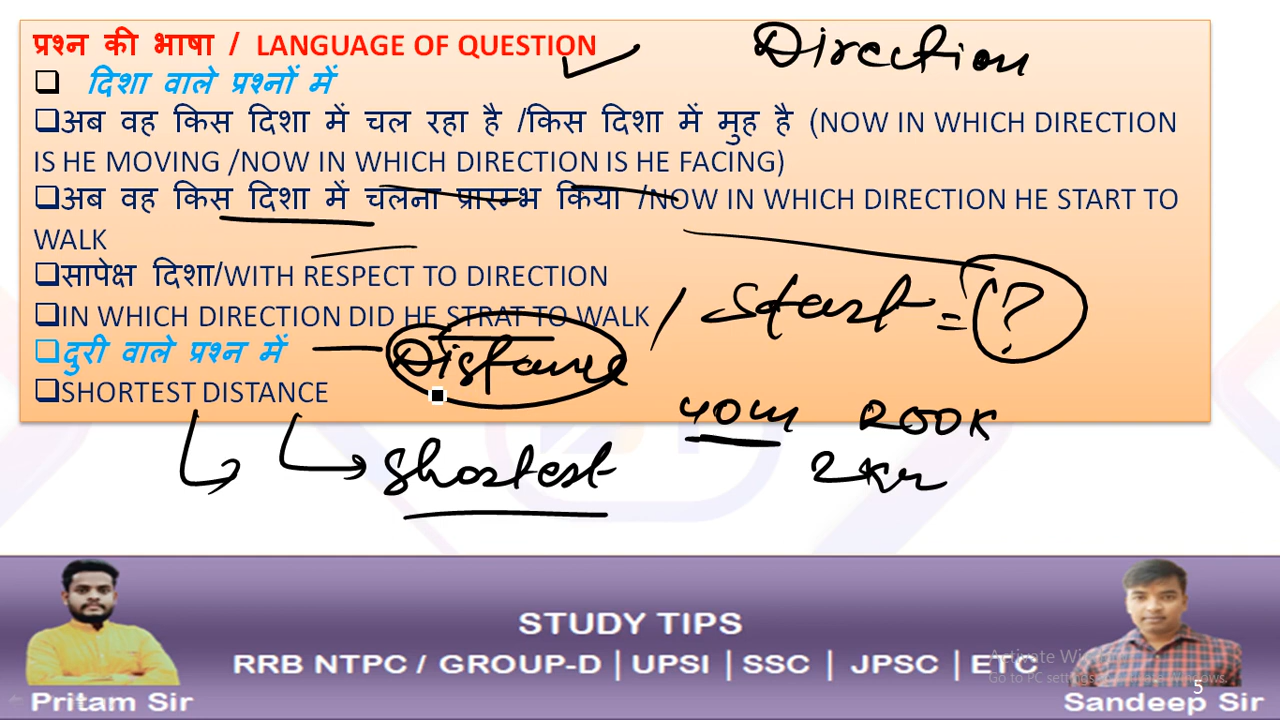 प्रश्न की भाषा / LANGUAGE OF QUESTION
Direction
❑ दिशा वाले प्रश्नों में
❑अब वह किस दिशा में चल रहा है /किस दिशा में मुह है (NOW IN WHICH DIRECTION
IS HE MOVING /NOW IN WHICH DIRECTION IS HE FACING)
❑अब वह किस दिशा में चलना प्रारम्भ किया /NOW IN WHICH DIRECTION HE START TO
WALK
❑सापेक्ष दिशा/WITH RESPECT TO DIRECTION
❑IN WHICH DIRECTION DID HE STRAT TO WALK
/ Start = ?
❑दुरी वाले प्रश्न में
Distance
❑SHORTEST DISTANCE
Shortest
STUDY TIPS
RRB NTPC / GROUP-D | UPSI | SSC | JPSC | ETC
Pritam Sir
Sandeep Sir
5